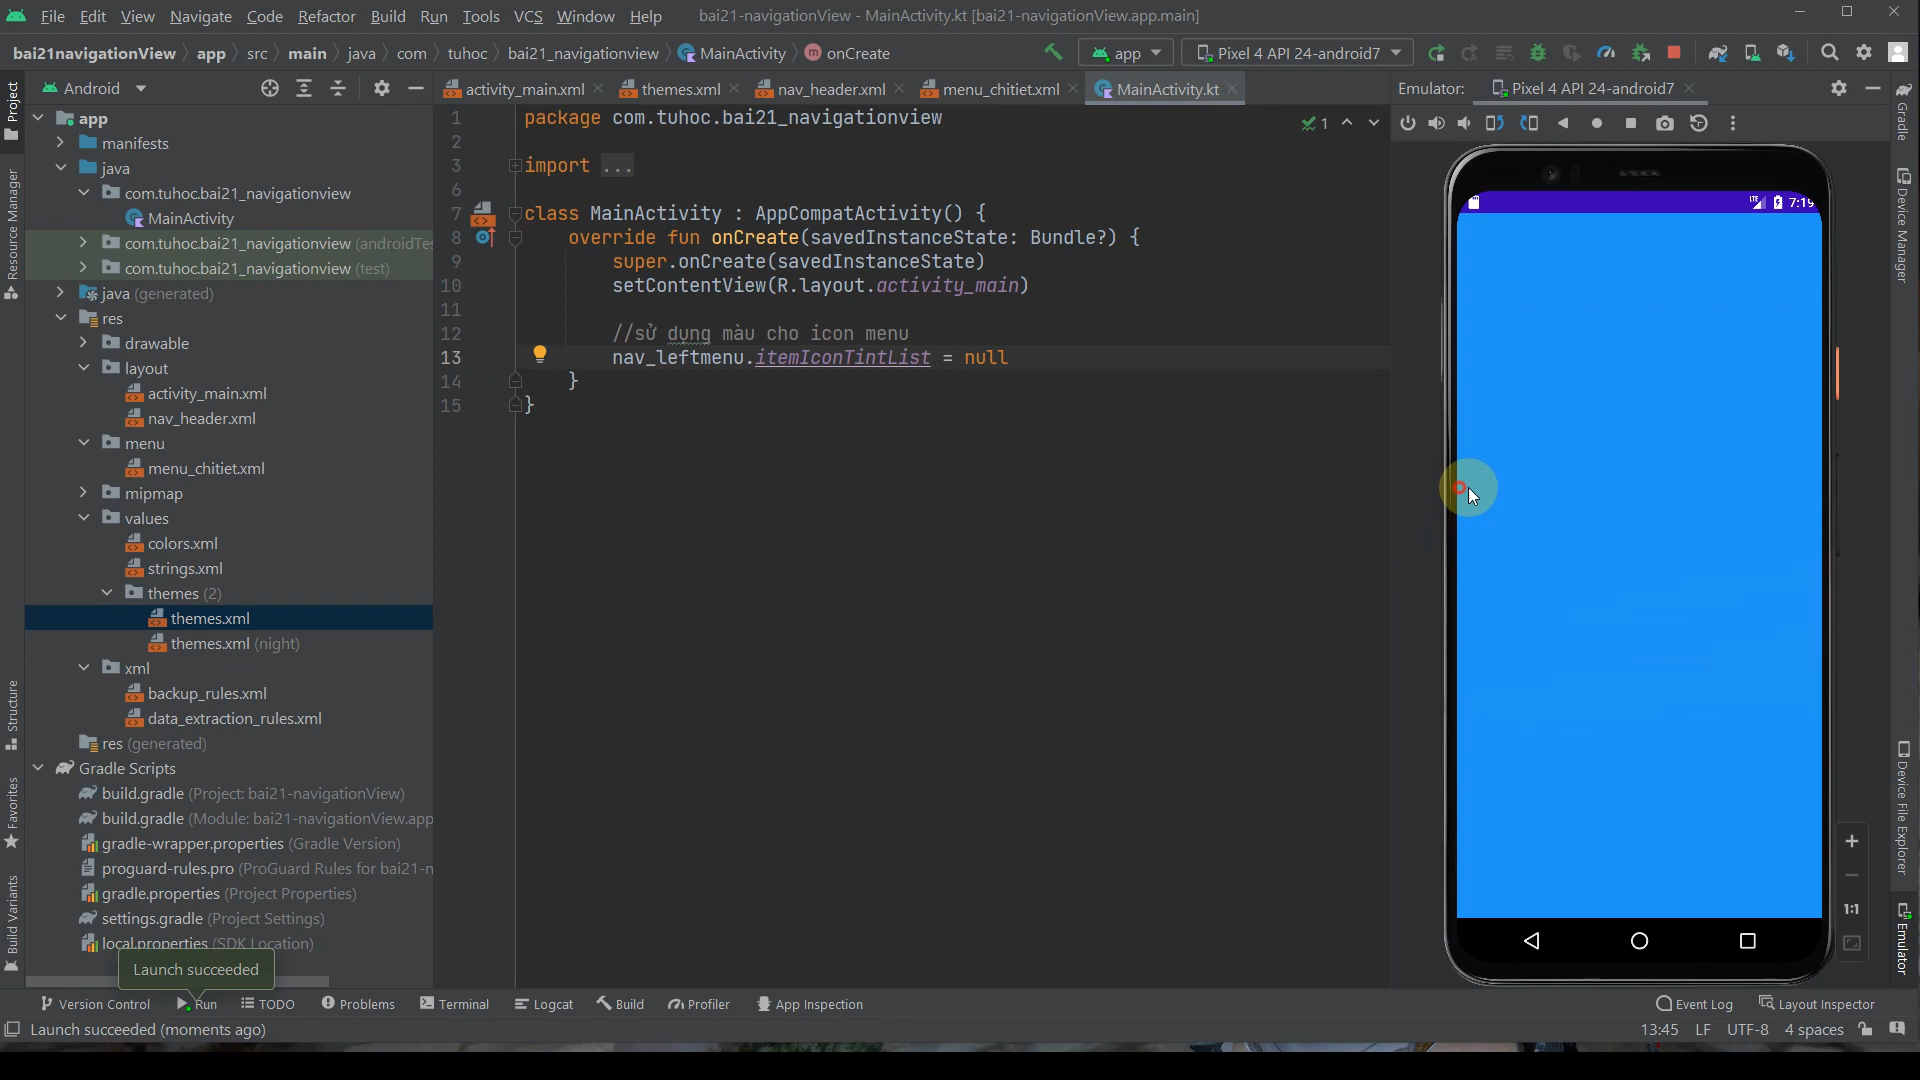 File Edit View Navigate Code Refactor Build Run Tools VCS Window Help bai21-navigationView - MainActivity.kt [bai21-navigationView.app.main]
bai21navigationView app src main java com tuhoc bai21_navigationview MainActivity onCreate app Pixel 4 API 24-android7
Android
activity_main.xml themes.xml nav_header.xml menu_chitiet.xml MainActivity.kt
Emulator: Pixel 4 API 24-android7
Project
Resource Manager
Structure
Favorites
Build Variants
app
manifests
java
com.tuhoc.bai21_navigationview
MainActivity
com.tuhoc.bai21_navigationview (androidTes
com.tuhoc.bai21_navigationview (test)
java (generated)
res
drawable
layout
activity_main.xml
nav_header.xml
menu
menu_chitiet.xml
mipmap
values
colors.xml
strings.xml
themes (2)
themes.xml
themes.xml (night)
xml
backup_rules.xml
data_extraction_rules.xml
res (generated)
Gradle Scripts
build.gradle (Project: bai21-navigationView)
build.gradle (Module: bai21-navigationView.app
gradle-wrapper.properties (Gradle Version)
proguard-rules.pro (ProGuard Rules for bai21-n
gradle.properties (Project Properties)
settings.gradle (Project Settings)
local.properties (SDK Location)
Launch succeeded
1 package com.tuhoc.bai21_navigationview
2
3 import ...
6
7 class MainActivity : AppCompatActivity() {
8 override fun onCreate(savedInstanceState: Bundle?) {
9 super.onCreate(savedInstanceState)
10 setContentView(R.layout.activity_main)
11
12 //sử dụng màu cho icon menu
13 nav_leftmenu.itemIconTintList = null
14 }
15 }
1
LTE 7:19
1:1
Gradle
Device Manager
Device File Explorer
Emulator
Version Control Run TODO Problems Terminal Logcat Build Profiler App Inspection Event Log Layout Inspector
Launch succeeded (moments ago) 13:45 LF UTF-8 4 spaces